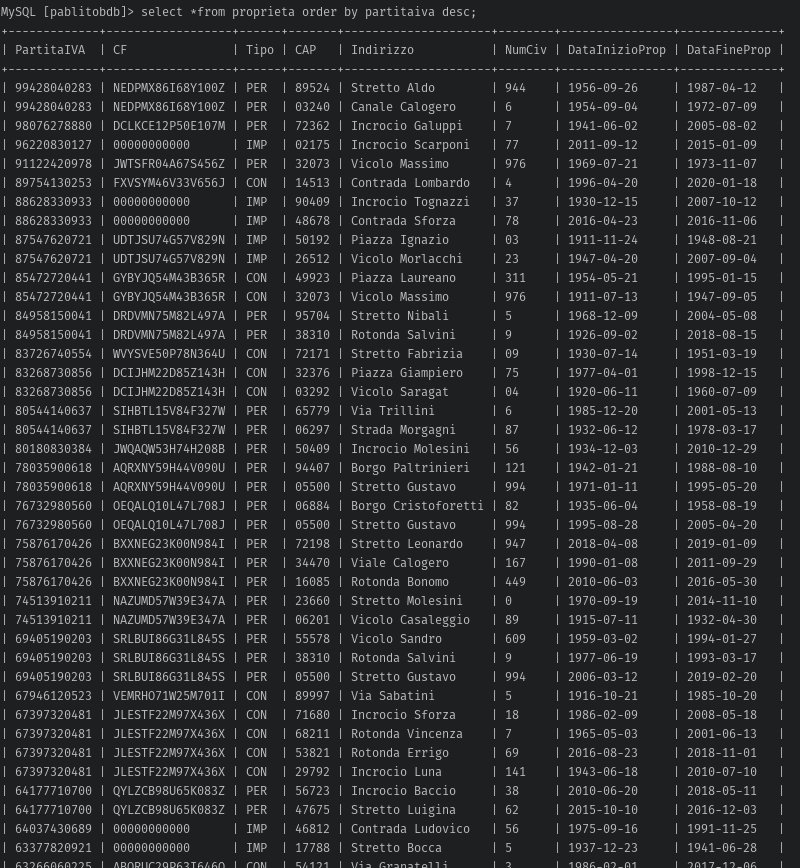 MySQL [pablitobdb]> select *from proprieta order by partitaiva desc;
+-------------+------------------+------+-------+---------------------+--------+----------------+--------------+
| PartitaIVA | CF | Tipo | CAP | Indirizzo | NumCiv | DataInizioProp | DataFineProp |
+-------------+------------------+------+-------+---------------------+--------+----------------+--------------+
| 99428040283 | NEDPMX86I68Y100Z | PER | 89524 | Stretto Aldo | 944 | 1956-09-26 | 1987-04-12 |
| 99428040283 | NEDPMX86I68Y100Z | PER | 03240 | Canale Calogero | 6 | 1954-09-04 | 1972-07-09 |
| 98076278880 | DCLKCE12P50E107M | PER | 72362 | Incrocio Galuppi | 7 | 1941-06-02 | 2005-08-02 |
| 96220830127 | 00000000000 | IMP | 02175 | Incrocio Scarponi | 77 | 2011-09-12 | 2015-01-09 |
| 91122420978 | JWTSFR04A67S456Z | PER | 32073 | Vicolo Massimo | 976 | 1969-07-21 | 1973-11-07 |
| 89754130253 | FXVSYM46V33V656J | CON | 14513 | Contrada Lombardo | 4 | 1996-04-20 | 2020-01-18 |
| 88628330933 | 00000000000 | IMP | 90409 | Incrocio Tognazzi | 37 | 1930-12-15 | 2007-10-12 |
| 88628330933 | 00000000000 | IMP | 48678 | Contrada Sforza | 78 | 2016-04-23 | 2016-11-06 |
| 87547620721 | UDTJSU74G57V829N | IMP | 50192 | Piazza Ignazio | 03 | 1911-11-24 | 1948-08-21 |
| 87547620721 | UDTJSU74G57V829N | IMP | 26512 | Vicolo Morlacchi | 23 | 1947-04-20 | 2007-09-04 |
| 85472720441 | GYBYJQ54M43B365R | CON | 49923 | Piazza Laureano | 311 | 1954-05-21 | 1995-01-15 |
| 85472720441 | GYBYJQ54M43B365R | CON | 32073 | Vicolo Massimo | 976 | 1911-07-13 | 1947-09-05 |
| 84958150041 | DRDVMN75M82L497A | PER | 95704 | Stretto Nibali | 5 | 1968-12-09 | 2004-05-08 |
| 84958150041 | DRDVMN75M82L497A | PER | 38310 | Rotonda Salvini | 9 | 1926-09-02 | 2018-08-15 |
| 83726740554 | WVYSVE50P78N364U | CON | 72171 | Stretto Fabrizia | 09 | 1930-07-14 | 1951-03-19 |
| 83268730856 | DCIJHM22D85Z143H | CON | 32376 | Piazza Giampiero | 75 | 1977-04-01 | 1998-12-15 |
| 83268730856 | DCIJHM22D85Z143H | CON | 03292 | Vicolo Saragat | 04 | 1920-06-11 | 1960-07-09 |
| 80544140637 | SIHBTL15V84F327W | PER | 65779 | Via Trillini | 6 | 1985-12-20 | 2001-05-13 |
| 80544140637 | SIHBTL15V84F327W | PER | 06297 | Strada Morgagni | 87 | 1932-06-12 | 1978-03-17 |
| 80180830384 | JWQAQW53H74H208B | PER | 50409 | Incrocio Molesini | 56 | 1934-12-03 | 2010-12-29 |
| 78035900618 | AQRXNY59H44V090U | PER | 94407 | Borgo Paltrinieri | 121 | 1942-01-21 | 1988-08-10 |
| 78035900618 | AQRXNY59H44V090U | PER | 05500 | Stretto Gustavo | 994 | 1971-01-11 | 1995-05-20 |
| 76732980560 | OEQALQ10L47L708J | PER | 06884 | Borgo Cristoforetti | 82 | 1935-06-04 | 1958-08-19 |
| 76732980560 | OEQALQ10L47L708J | PER | 05500 | Stretto Gustavo | 994 | 1995-08-28 | 2005-04-20 |
| 75876170426 | BXXNEG23K00N984I | PER | 72198 | Stretto Leonardo | 947 | 2018-04-08 | 2019-01-09 |
| 75876170426 | BXXNEG23K00N984I | PER | 34470 | Viale Calogero | 167 | 1990-01-08 | 2011-09-29 |
| 75876170426 | BXXNEG23K00N984I | PER | 16085 | Rotonda Bonomo | 449 | 2010-06-03 | 2016-05-30 |
| 74513910211 | NAZUMD57W39E347A | PER | 23660 | Stretto Molesini | 0 | 1970-09-19 | 2014-11-10 |
| 74513910211 | NAZUMD57W39E347A | PER | 06201 | Vicolo Casaleggio | 89 | 1915-07-11 | 1932-04-30 |
| 69405190203 | SRLBUI86G31L845S | PER | 55578 | Vicolo Sandro | 609 | 1959-03-02 | 1994-01-27 |
| 69405190203 | SRLBUI86G31L845S | PER | 38310 | Rotonda Salvini | 9 | 1977-06-19 | 1993-03-17 |
| 69405190203 | SRLBUI86G31L845S | PER | 05500 | Stretto Gustavo | 994 | 2006-03-12 | 2019-02-20 |
| 67946120523 | VEMRHO71W25M701I | CON | 89997 | Via Sabatini | 5 | 1916-10-21 | 1985-10-20 |
| 67397320481 | JLESTF22M97X436X | CON | 71680 | Incrocio Sforza | 18 | 1986-02-09 | 2008-05-18 |
| 67397320481 | JLESTF22M97X436X | CON | 68211 | Rotonda Vincenza | 7 | 1965-05-03 | 2001-06-13 |
| 67397320481 | JLESTF22M97X436X | CON | 53821 | Rotonda Errigo | 69 | 2016-08-23 | 2018-11-01 |
| 67397320481 | JLESTF22M97X436X | CON | 29792 | Incrocio Luna | 141 | 1943-06-18 | 2010-07-10 |
| 64177710700 | QYLZCB98U65K083Z | PER | 56723 | Incrocio Baccio | 38 | 2010-06-20 | 2018-05-11 |
| 64177710700 | QYLZCB98U65K083Z | PER | 47675 | Stretto Luigina | 62 | 2015-10-10 | 2016-12-03 |
| 64037430689 | 00000000000 | IMP | 46812 | Contrada Ludovico | 56 | 1975-09-16 | 1991-11-25 |
| 63377820921 | 00000000000 | IMP | 17788 | Stretto Bocca | 5 | 1937-12-23 | 1941-06-28 |
| 63266060225 | ABORUC29P63I646O | CON | 54121 | Via Granatelli | 3 | 1986-02-01 | 2017-12-06 |